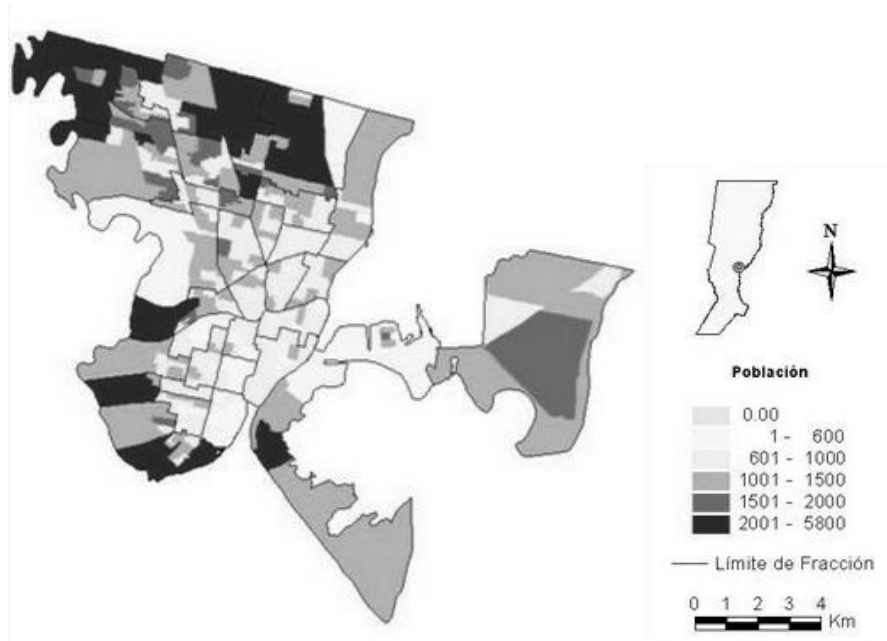 N
Población
0.00
1 - 600
601 - 1000
1001 - 1500
1501 - 2000
2001 - 5800
Límite de Fracción
0 1 2 3 4
Km